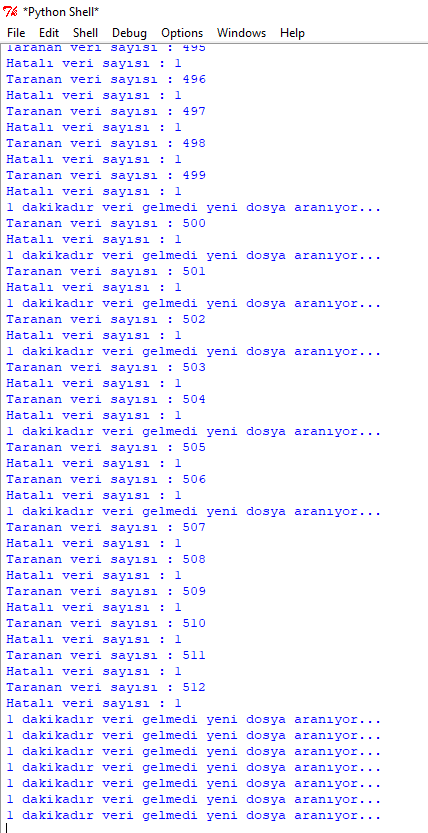 *Python Shell*
File Edit Shell Debug Options Windows Help
Taranan veri sayısı : 495
Hatalı veri sayısı : 1
Taranan veri sayısı : 496
Hatalı veri sayısı : 1
Taranan veri sayısı : 497
Hatalı veri sayısı : 1
Taranan veri sayısı : 498
Hatalı veri sayısı : 1
Taranan veri sayısı : 499
Hatalı veri sayısı : 1
1 dakikadır veri gelmedi yeni dosya aranıyor...
Taranan veri sayısı : 500
Hatalı veri sayısı : 1
1 dakikadır veri gelmedi yeni dosya aranıyor...
Taranan veri sayısı : 501
Hatalı veri sayısı : 1
1 dakikadır veri gelmedi yeni dosya aranıyor...
Taranan veri sayısı : 502
Hatalı veri sayısı : 1
1 dakikadır veri gelmedi yeni dosya aranıyor...
Taranan veri sayısı : 503
Hatalı veri sayısı : 1
Taranan veri sayısı : 504
Hatalı veri sayısı : 1
1 dakikadır veri gelmedi yeni dosya aranıyor...
Taranan veri sayısı : 505
Hatalı veri sayısı : 1
Taranan veri sayısı : 506
Hatalı veri sayısı : 1
1 dakikadır veri gelmedi yeni dosya aranıyor...
Taranan veri sayısı : 507
Hatalı veri sayısı : 1
Taranan veri sayısı : 508
Hatalı veri sayısı : 1
Taranan veri sayısı : 509
Hatalı veri sayısı : 1
Taranan veri sayısı : 510
Hatalı veri sayısı : 1
Taranan veri sayısı : 511
Hatalı veri sayısı : 1
Taranan veri sayısı : 512
Hatalı veri sayısı : 1
1 dakikadır veri gelmedi yeni dosya aranıyor...
1 dakikadır veri gelmedi yeni dosya aranıyor...
1 dakikadır veri gelmedi yeni dosya aranıyor...
1 dakikadır veri gelmedi yeni dosya aranıyor...
1 dakikadır veri gelmedi yeni dosya aranıyor...
1 dakikadır veri gelmedi yeni dosya aranıyor...
1 dakikadır veri gelmedi yeni dosya aranıyor...